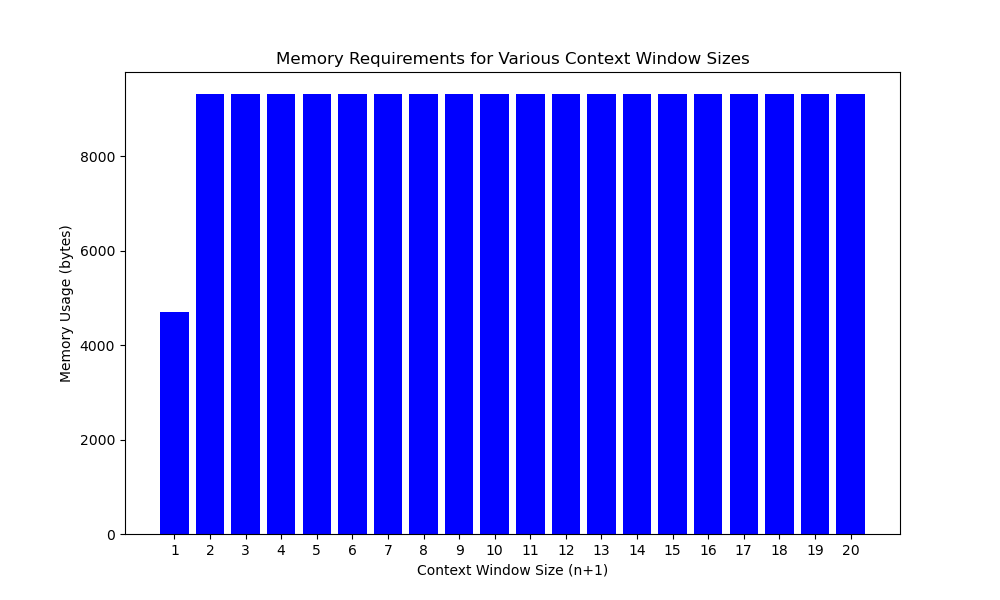 Memory Requirements for Various Context Window Sizes
Memory Usage (bytes)
8000
6000
4000
2000
0
1 2 3 4 5 6 7 8 9 10 11 12 13 14 15 16 17 18 19 20
Context Window Size (n+1)